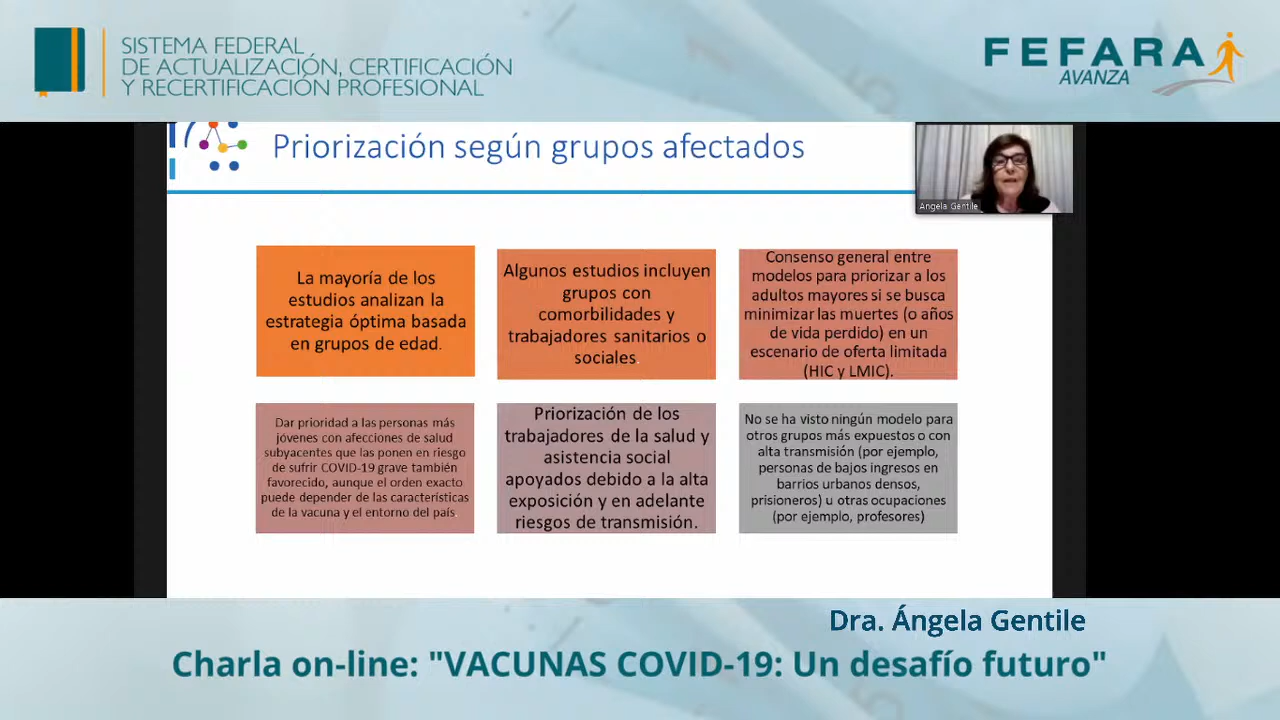 SISTEMA FEDERAL
DE ACTUALIZACIÓN, CERTIFICACIÓN
Y RECERTIFICACIÓN PROFESIONAL
FEFARA
AVANZA
Priorización según grupos afectados
Angela Gentile
La mayoría de los
estudios analizan la
estrategia óptima basada
en grupos de edad.
Algunos estudios incluyen
grupos con
comorbilidades y
trabajadores sanitarios o
sociales.
Consenso general entre
modelos para priorizar a los
adultos mayores si se busca
minimizar las muertes (o años
de vida perdido) en un
escenario de oferta limitada
(HIC y LMIC).
Dar prioridad a las personas más
jóvenes con afecciones de salud
subyacentes que las ponen en riesgo
de sufrir COVID-19 grave también
favorecido, aunque el orden exacto
puede depender de las características
de la vacuna y el entorno del país.
Priorización de los
trabajadores de la salud y
asistencia social
apoyados debido a la alta
exposición y en adelante
riesgos de transmisión.
No se ha visto ningún modelo para
otros grupos más expuestos o con
alta transmisión (por ejemplo,
personas de bajos ingresos en
barrios urbanos densos,
prisioneros) u otras ocupaciones
(por ejemplo, profesores)
Dra. Ángela Gentile
Charla on-line: "VACUNAS COVID-19: Un desafío futuro"